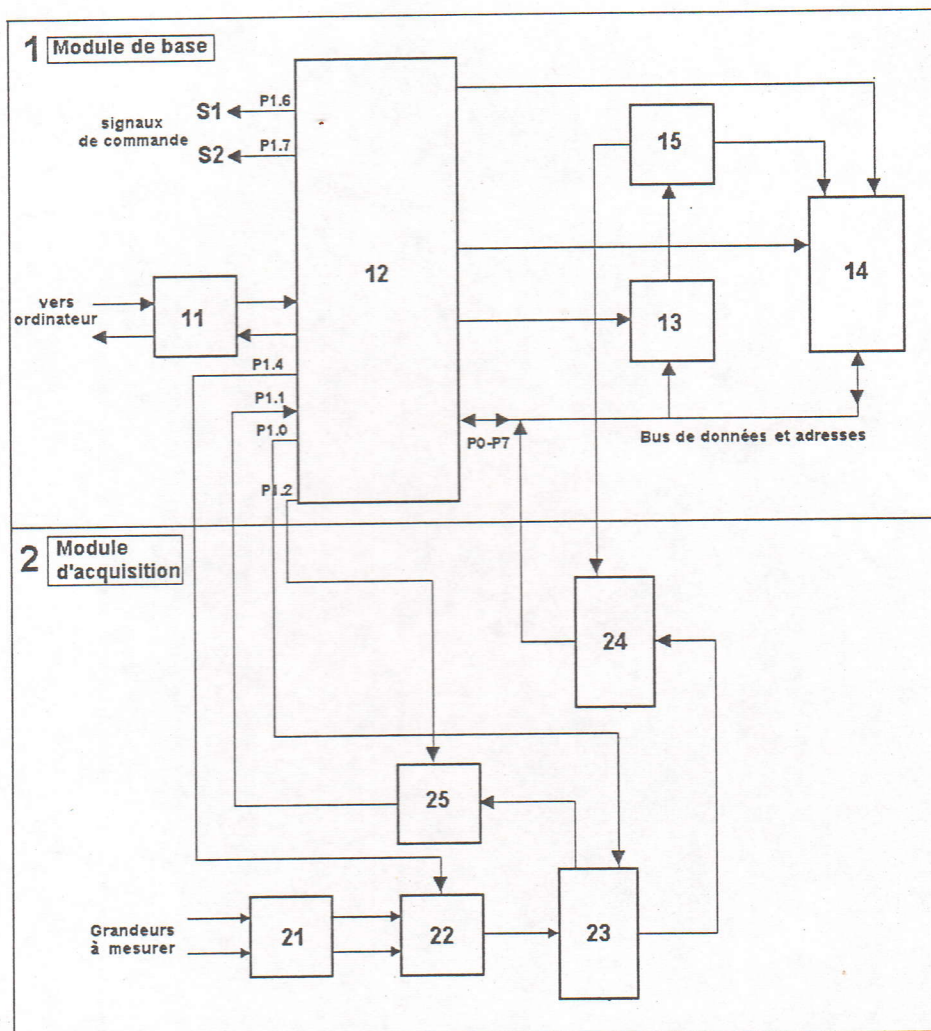 1 Module de base
P1.6
S1
signaux
de commande
P1.7
S2
15
12
14
vers
ordinateur
11
13
P1.4
P1.1
P1.0
P0-P7
Bus de données et adresses
P1.2
2 Module
d'acquisition
24
25
Grandeurs
à mesurer
21
22
23